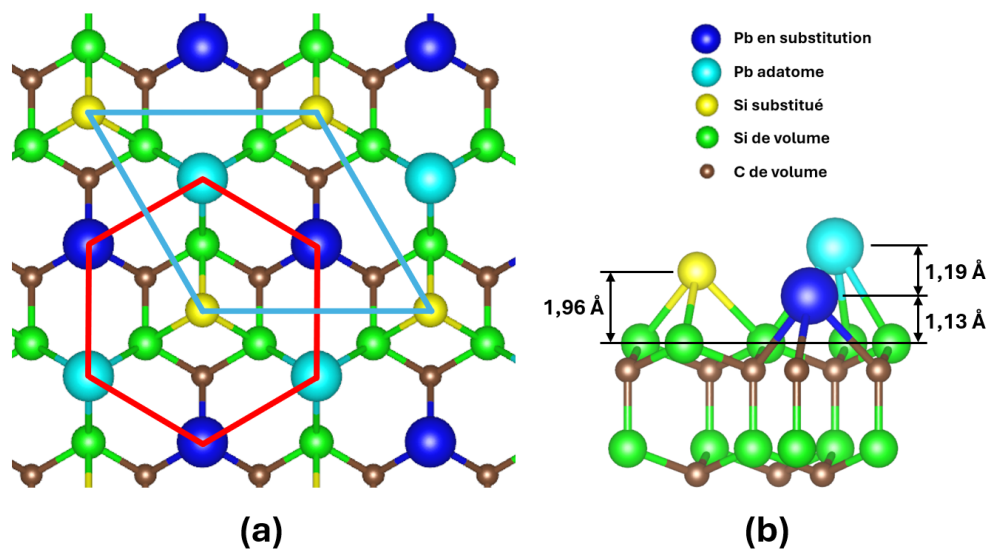 Pb en substitution
Pb adatome
Si substitué
Si de volume
C de volume
1,96 Å
1,19 Å
1,13 Å
(a)
(b)